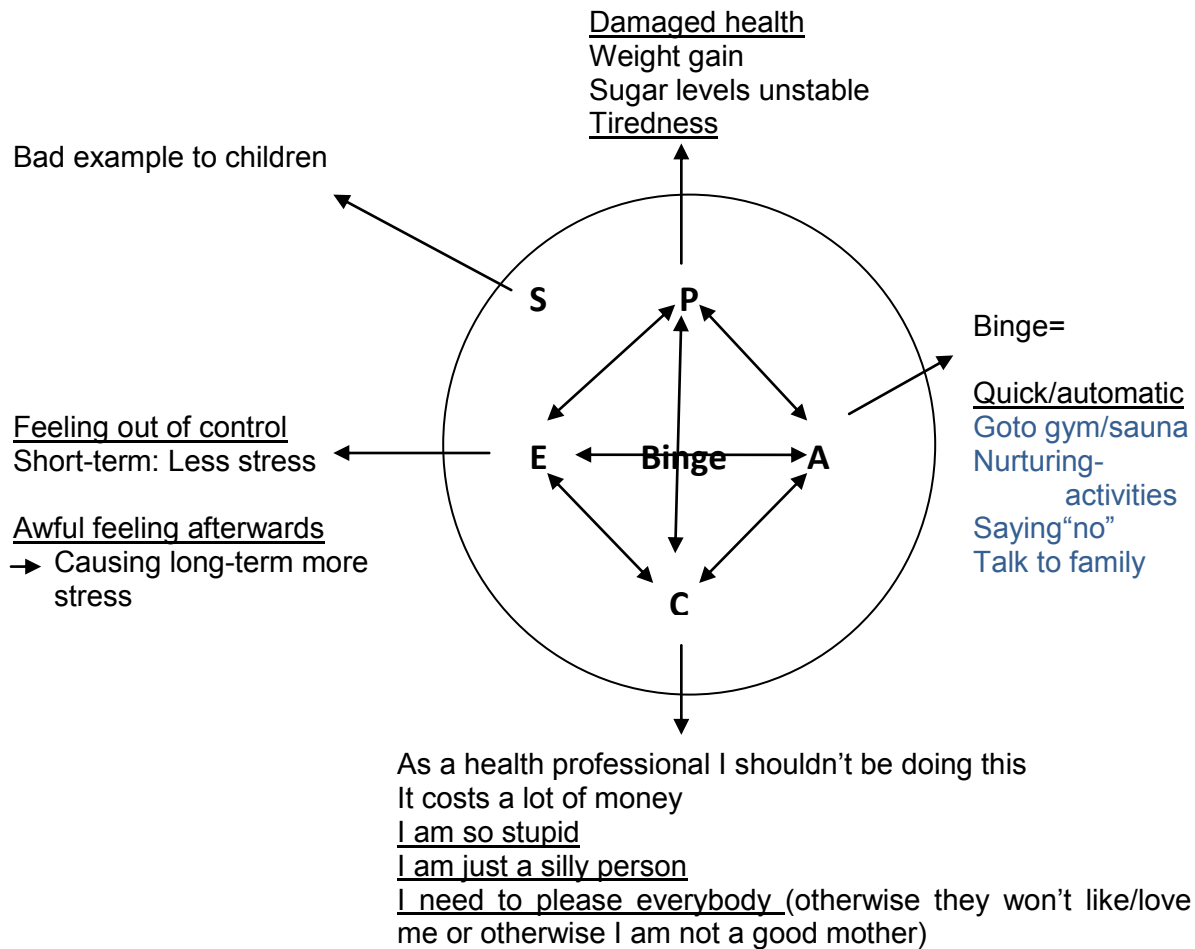 Damaged health
Weight gain
Sugar levels unstable
Tiredness
Bad example to children
S
P
Binge=
Quick/automatic
Goto gym/sauna
Nurturing-
activities
Saying“no”
Talk to family
Feeling out of control
Short-term: Less stress
Awful feeling afterwards
Causing long-term more
stress
E
Binge
A
C
As a health professional I shouldn’t be doing this
It costs a lot of money
I am so stupid
I am just a silly person
I need to please everybody (otherwise they won’t like/love
me or otherwise I am not a good mother)